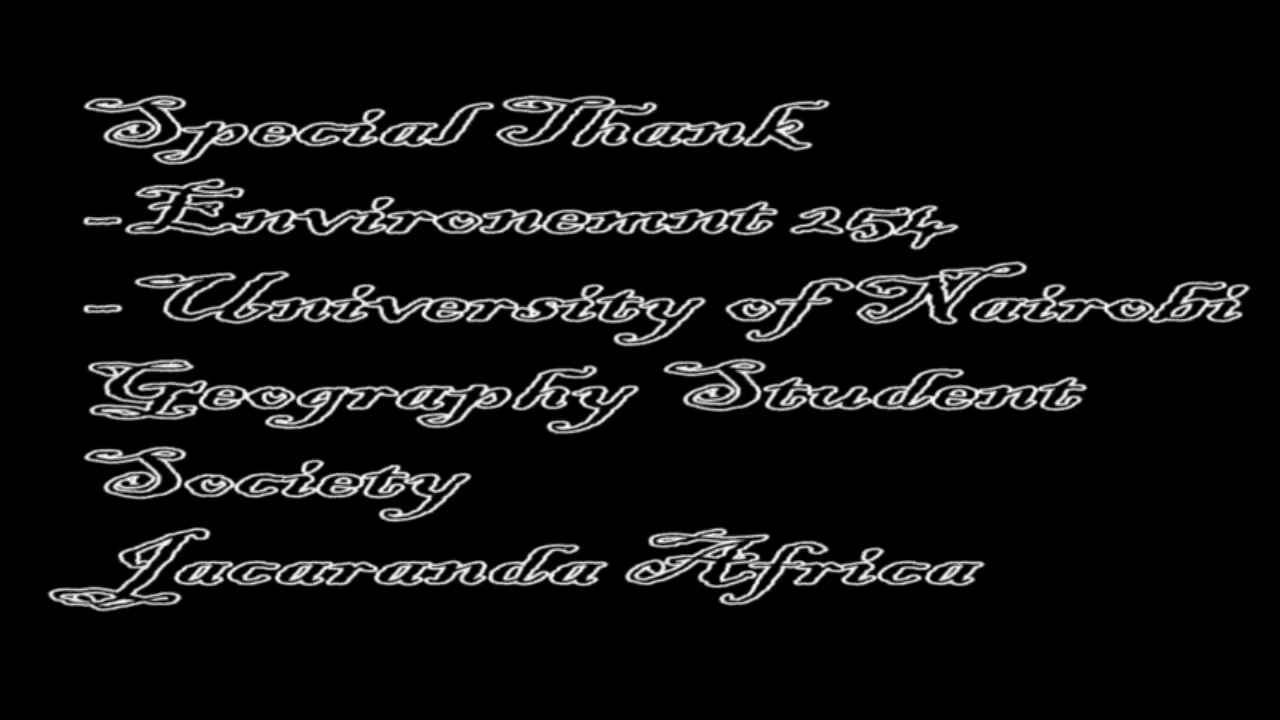 Special Thank
-Environemnt 254
- University of Nairobi
Geography Student
Society
Jacaranda Africa